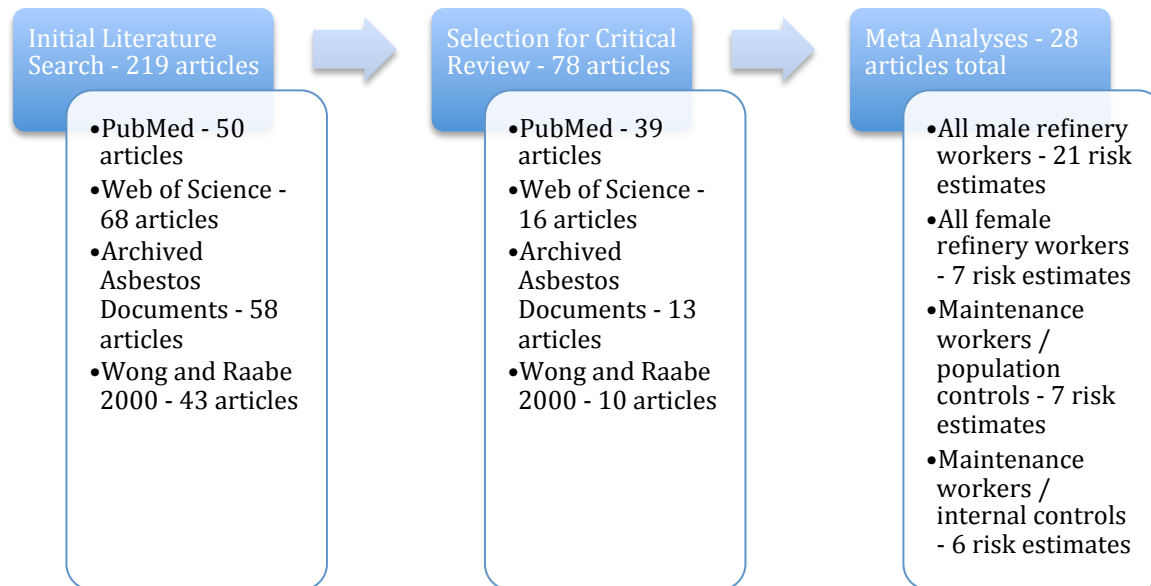 Initial Literature
Search - 219 articles
•PubMed - 50
articles
•Web of Science -
68 articles
•Archived
Asbestos
Documents - 58
articles
•Wong and Raabe
2000 - 43 articles
Selection for Critical
Review - 78 articles
•PubMed - 39
articles
•Web of Science -
16 articles
•Archived
Asbestos
Documents - 13
articles
•Wong and Raabe
2000 - 10 articles
Meta Analyses - 28
articles total
•All male refinery
workers - 21 risk
estimates
•All female
refinery workers
- 7 risk estimates
•Maintenance
workers /
population
controls - 7 risk
estimates
•Maintenance
workers /
internal controls
- 6 risk estimates